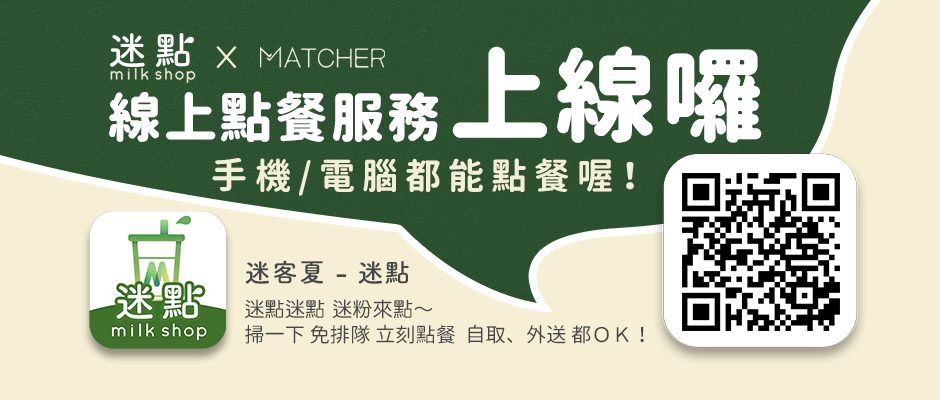 迷點 X MATCHER
milk shop
線上點餐服務 上線囉
手機/電腦都能點餐喔！
迷點
milk shop
迷客夏 - 迷點
迷點迷點 迷粉來點～
掃一下 免排隊 立刻點餐 自取、外送 都ＯＫ！